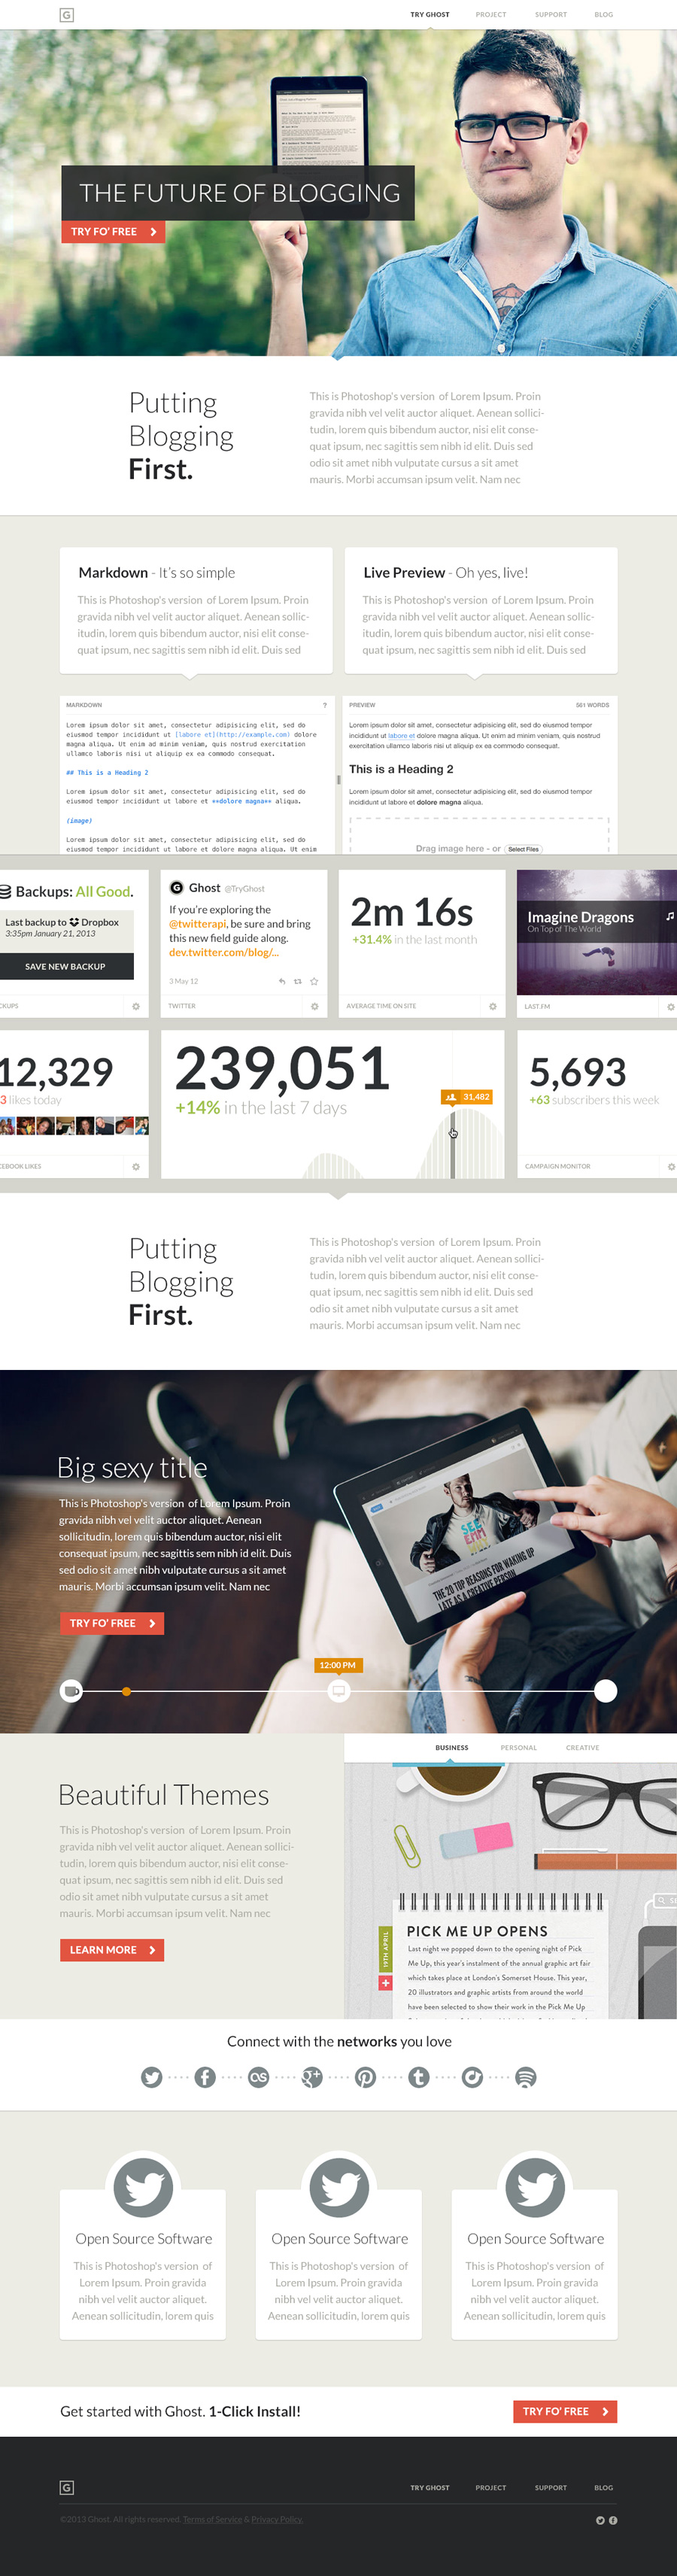 G
TRY GHOST PROJECT SUPPORT BLOG
THE FUTURE OF BLOGGING
TRY FO' FREE
Putting
Blogging
First.
This is Photoshop's version of Lorem Ipsum. Proin
gravida nibh vel velit auctor aliquet. Aenean sollici-
tudin, lorem quis bibendum auctor, nisi elit conse-
quat ipsum, nec sagittis sem nibh id elit. Duis sed
odio sit amet nibh vulputate cursus a sit amet
mauris. Morbi accumsan ipsum velit. Nam nec
Markdown - It's so simple
This is Photoshop's version of Lorem Ipsum. Proin
gravida nibh vel velit auctor aliquet. Aenean sollic-
itudin, lorem quis bibendum auctor, nisi elit conse-
quat ipsum, nec sagittis sem nibh id elit. Duis sed
Live Preview - Oh yes, live!
This is Photoshop's version of Lorem Ipsum. Proin
gravida nibh vel velit auctor aliquet. Aenean sollic-
itudin, lorem quis bibendum auctor, nisi elit conse-
quat ipsum, nec sagittis sem nibh id elit. Duis sed
MARKDOWN ?
Lorem ipsum dolor sit amet, consectetur adipisicing elit, sed do
eiusmod tempor incididunt ut [labore et](http://example.com) dolore
magna aliqua. Ut enim ad minim veniam, quis nostrud exercitation
ullamco laboris nisi ut aliquip ex ea commodo consequat.
## This is a Heading 2
Lorem ipsum dolor sit amet, consectetur adipisicing elit, sed do
eiusmod tempor incididunt ut labore et **dolore magna** aliqua.
(image)
Lorem ipsum dolor sit amet, consectetur adipisicing elit, sed do
eiusmod tempor incididunt ut labore et dolore magna aliqua. Ut enim
PREVIEW 561 WORDS
Lorem ipsum dolor sit amet, consectetur adipisicing elit, sed do eiusmod tempor
incididunt ut labore et dolore magna aliqua. Ut enim ad minim veniam, quis nostrud
exercitation ullamco laboris nisi ut aliquip ex ea commodo consequat.
This is a Heading 2
Lorem ipsum dolor sit amet, consectetur adipisicing elit, sed do eiusmod tempor
incididunt ut labore et dolore magna aliqua.
Drag image here - or Select Files
Backups: All Good.
Last backup to Dropbox
3:35pm January 21, 2013
SAVE NEW BACKUP
CKUPS
Ghost @TryGhost
If you're exploring the
@twitterapi, be sure and bring
this new field guide along.
dev.twitter.com/blog/...
3 May 12
TWITTER
2m 16s
+31.4% in the last month
AVERAGE TIME ON SITE
Imagine Dragons
On Top of The World
LAST.FM
12,329
3 likes today
CEBOOK LIKES
239,051
+14% in the last 7 days
31,482
5,693
+63 subscribers this week
CAMPAIGN MONITOR
Putting
Blogging
First.
This is Photoshop's version of Lorem Ipsum. Proin
gravida nibh vel velit auctor aliquet. Aenean sollici-
tudin, lorem quis bibendum auctor, nisi elit conse-
quat ipsum, nec sagittis sem nibh id elit. Duis sed
odio sit amet nibh vulputate cursus a sit amet
mauris. Morbi accumsan ipsum velit. Nam nec
Big sexy title
This is Photoshop's version of Lorem Ipsum. Proin
gravida nibh vel velit auctor aliquet. Aenean
sollicitudin, lorem quis bibendum auctor, nisi elit
consequat ipsum, nec sagittis sem nibh id elit. Duis
sed odio sit amet nibh vulputate cursus a sit amet
mauris. Morbi accumsan ipsum velit. Nam nec
TRY FO' FREE
SEE
THE 20 TOP REASONS FOR WAKING UP
LATE AS A CREATIVE PERSON
12:00 PM
Beautiful Themes
This is Photoshop's version of Lorem Ipsum. Proin
gravida nibh vel velit auctor aliquet. Aenean sollici-
tudin, lorem quis bibendum auctor, nisi elit conse-
quat ipsum, nec sagittis sem nibh id elit. Duis sed
odio sit amet nibh vulputate cursus a sit amet
mauris. Morbi accumsan ipsum velit. Nam nec
LEARN MORE
BUSINESS PERSONAL CREATIVE
19TH APRIL
PICK ME UP OPENS
Last night we popped down to the opening night of Pick
Me Up, this year's instalment of the annual graphic art fair
which takes place at London's Somerset House. This year,
20 illustrators and graphic artists from around the world
have been selected to show their work in the Pick Me Up
Connect with the networks you love
Open Source Software
This is Photoshop's version of
Lorem Ipsum. Proin gravida
nibh vel velit auctor aliquet.
Aenean sollicitudin, lorem quis
Open Source Software
This is Photoshop's version of
Lorem Ipsum. Proin gravida
nibh vel velit auctor aliquet.
Aenean sollicitudin, lorem quis
Open Source Software
This is Photoshop's version of
Lorem Ipsum. Proin gravida
nibh vel velit auctor aliquet.
Aenean sollicitudin, lorem quis
Get started with Ghost. 1-Click Install!
TRY FO' FREE
G
TRY GHOST PROJECT SUPPORT BLOG
©2013 Ghost. All rights reserved. Terms of Service & Privacy Policy.